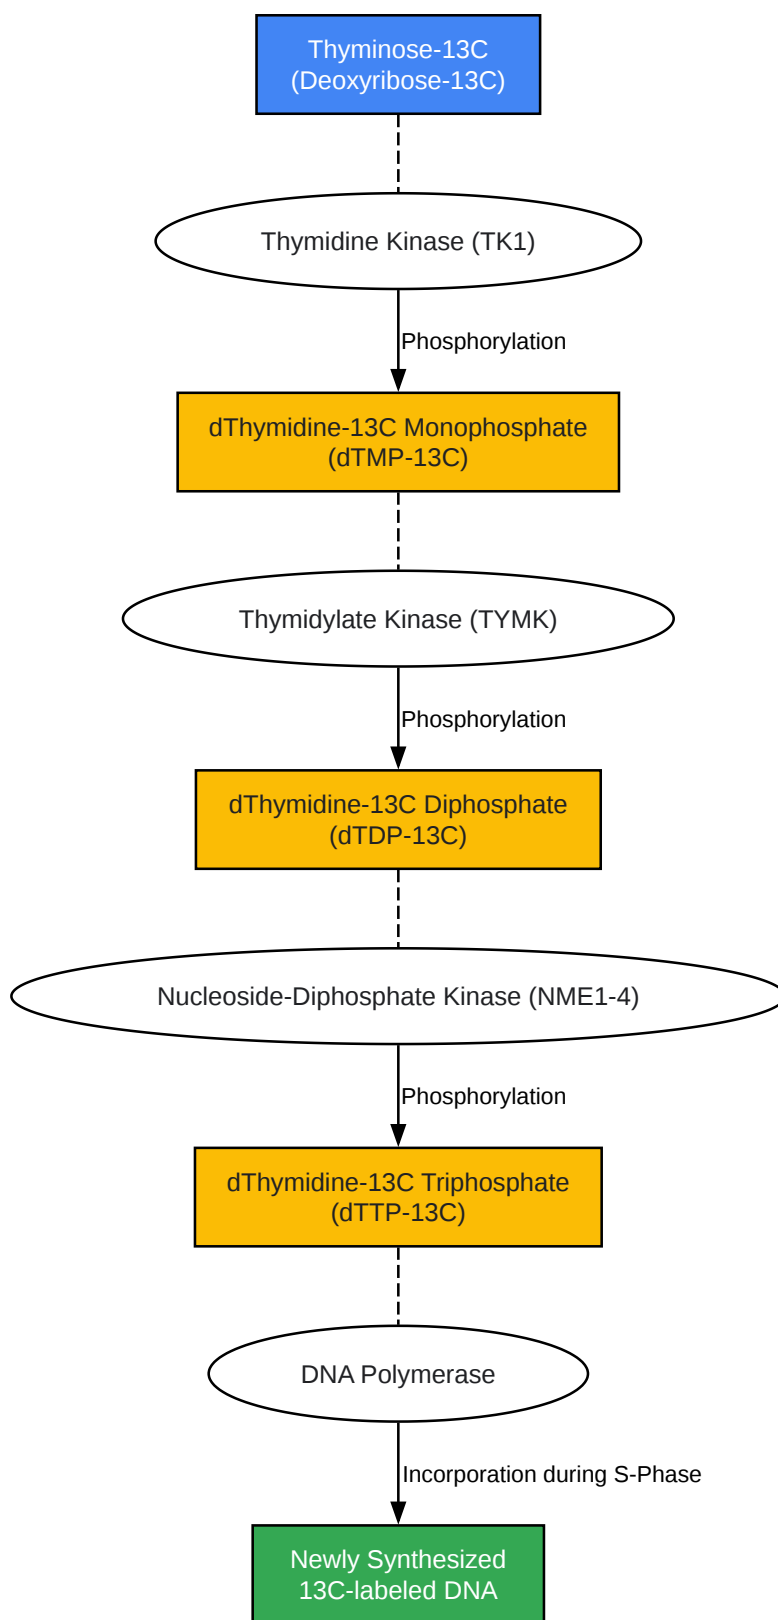 Thyminose-13C
(Deoxyribose-13C)
Thymidine Kinase (TK1)
Phosphorylation
dThymidine-13C Monophosphate
(dTMP-13C)
Thymidylate Kinase (TYMK)
Phosphorylation
dThymidine-13C Diphosphate
(dTDP-13C)
Nucleoside-Diphosphate Kinase (NME1-4)
Phosphorylation
dThymidine-13C Triphosphate
(dTTP-13C)
DNA Polymerase
Incorporation during S-Phase
Newly Synthesized
13C-labeled DNA